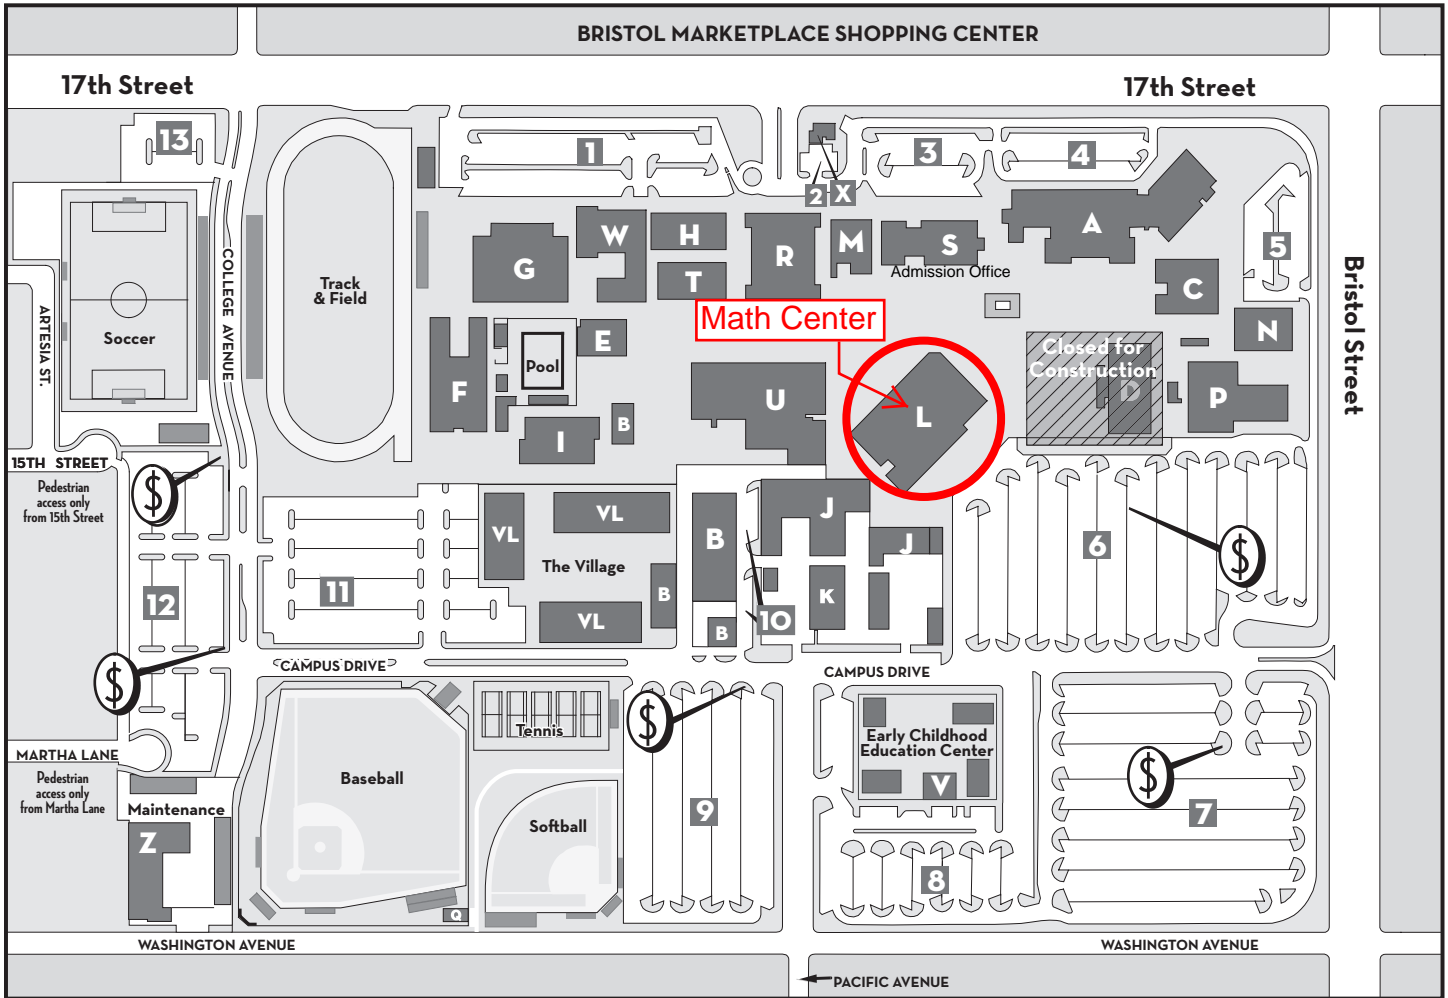 BRISTOL MARKETPLACE SHOPPING CENTER
17th Street
17th Street
13
1
3
4
2
X
W
H
R
M
S
A
5
G
T
Admission Office
C
COLLEGE AVENUE
Track
& Field
Bristol Street
ARTESIA ST.
Soccer
Math Center
E
N
Closed for
Construction
Pool
F
U
L
D
P
B
I
15TH STREET
Pedestrian
access only
from 15th Street
$
VL
VL
B
J
J
6
$
The Village
12
11
B
K
VL
B
10
CAMPUS DRIVE
CAMPUS DRIVE
$
$
Tennis
Early Childhood
Education Center
MARTHA LANE
Pedestrian
access only
from Martha Lane
Baseball
V
$
Maintenance
Z
Softball
9
7
8
Q
WASHINGTON AVENUE
WASHINGTON AVENUE
PACIFIC AVENUE